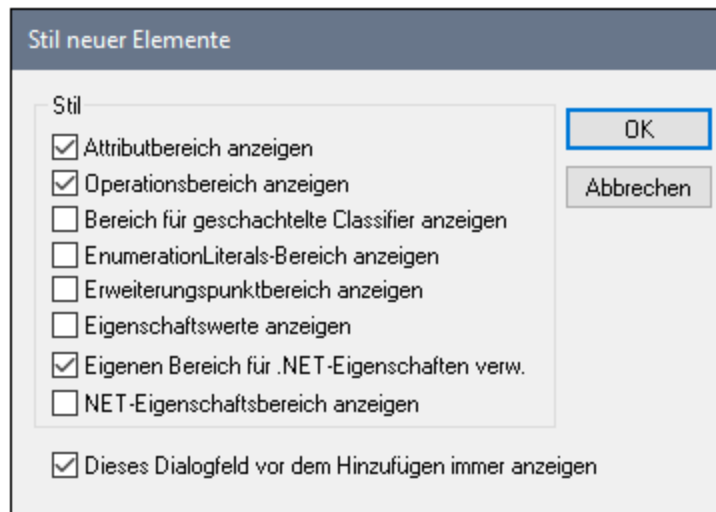 Stil neuer Elemente
Stil
Attributbereich anzeigen
Operationsbereich anzeigen
Bereich für geschachtelte Classifier anzeigen
EnumerationLiterals-Bereich anzeigen
Erweiterungspunktbereich anzeigen
Eigenschaftswerte anzeigen
Eigenen Bereich für .NET-Eigenschaften verw.
NET-Eigenschaftsbereich anzeigen
Dieses Dialogfeld vor dem Hinzufügen immer anzeigen
OK
Abbrechen